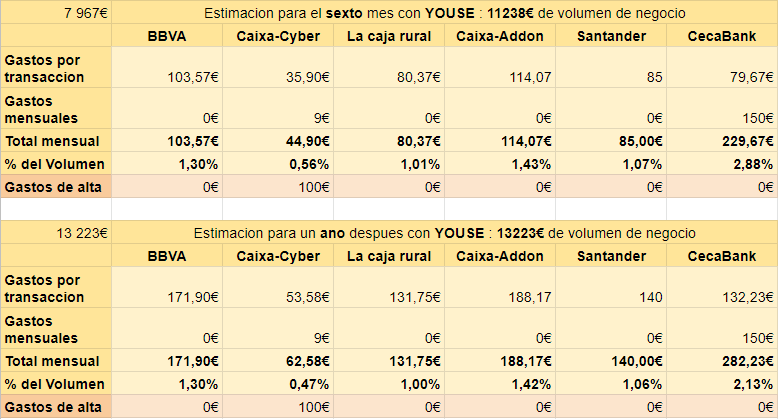 7 967€ Estimacion para el sexto mes con YOUSE : 11238€ de volumen de negocio
BBVA Caixa-Cyber La caja rural Caixa-Addon Santander CecaBank
Gastos por
transaccion 103,57€ 35,90€ 80,37€ 114,07 85 79,67€
Gastos
mensuales 0€ 9€ 0€ 0€ 0€ 150€
Total mensual 103,57€ 44,90€ 80,37€ 114,07€ 85,00€ 229,67€
% del Volumen 1,30% 0,56% 1,01% 1,43% 1,07% 2,88%
Gastos de alta 0€ 100€ 0€ 0€ 0€ 0€
13 223€ Estimacion para un ano despues con YOUSE : 13223€ de volumen de negocio
BBVA Caixa-Cyber La caja rural Caixa-Addon Santander CecaBank
Gastos por
transaccion 171,90€ 53,58€ 131,75€ 188,17 140 132,23€
Gastos
mensuales 0€ 9€ 0€ 0€ 0€ 150€
Total mensual 171,90€ 62,58€ 131,75€ 188,17€ 140,00€ 282,23€
% del Volumen 1,30% 0,47% 1,00% 1,42% 1,06% 2,13%
Gastos de alta 0€ 100€ 0€ 0€ 0€ 0€